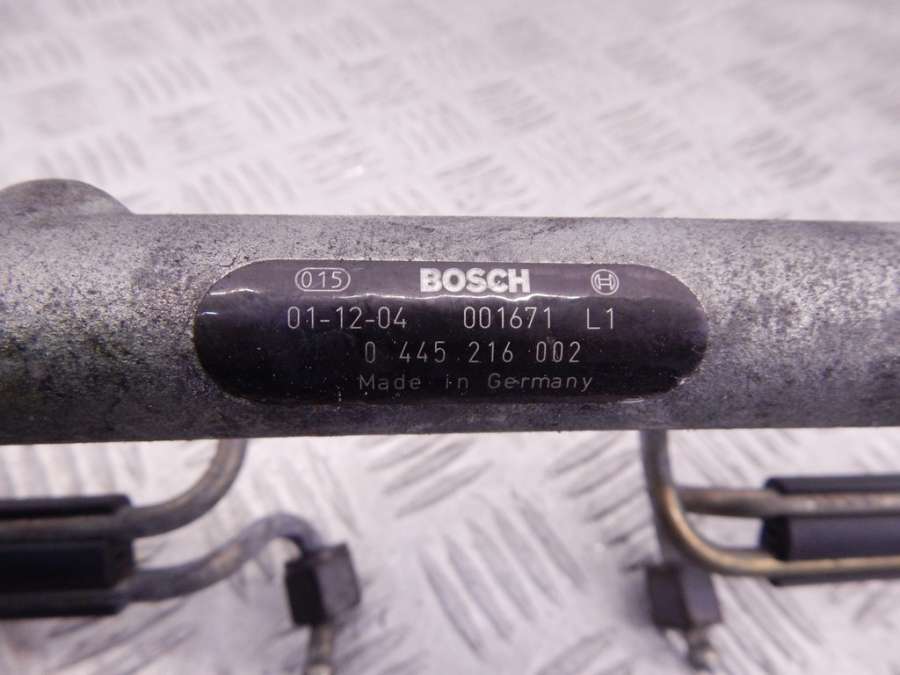 015 BOSCH
01-12-04 001671 L1
0 445 216 002
Made in Germany